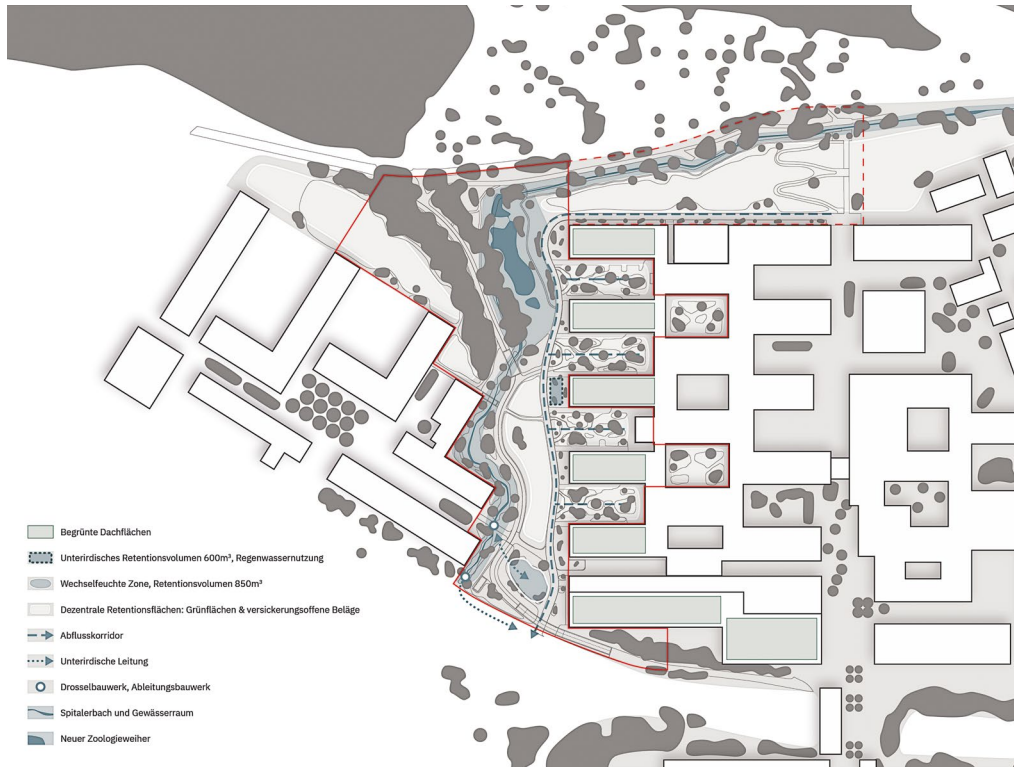 Begrünte Dachflächen
Unterirdisches Retentionsvolumen 600m³, Regenwassernutzung
Wechselfeuchte Zone, Retentionsvolumen 850m³
Dezentrale Retentionsflächen: Grünflächen & versickerungsoffene Beläge
Abflusskorridor
Unterirdische Leitung
Drosselbauwerk, Ableitungsbauwerk
Spitalerbach und Gewässerraum
Neuer Zoologieweiher